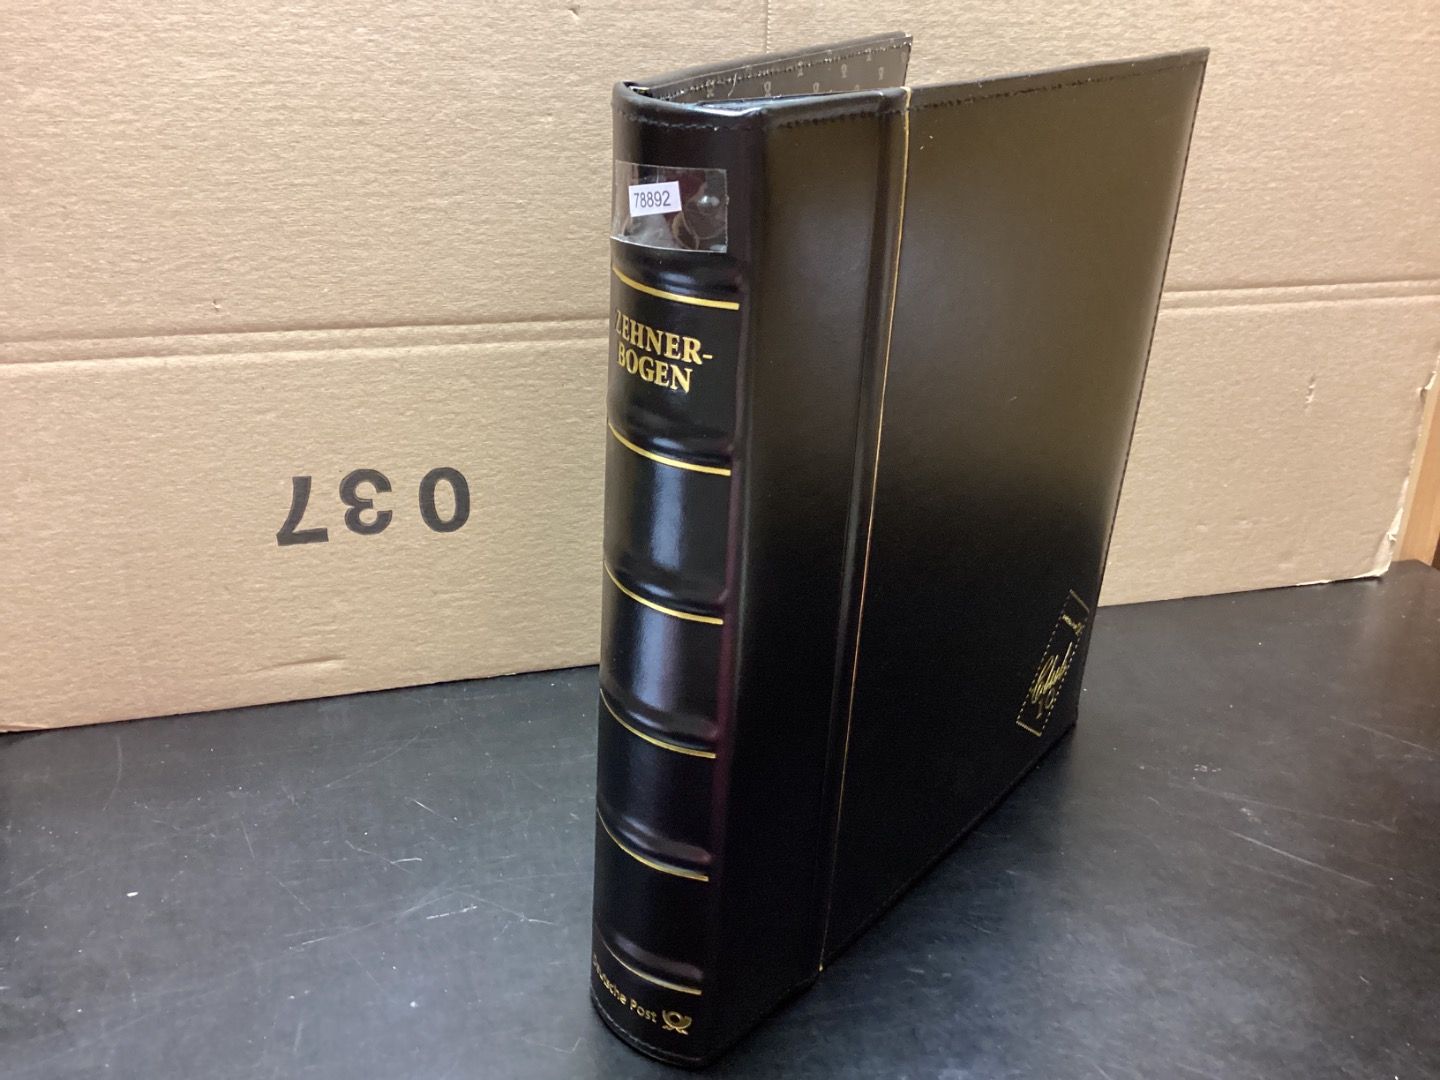 78892
ZEHNER-
BOGEN
Deutsche Post
037